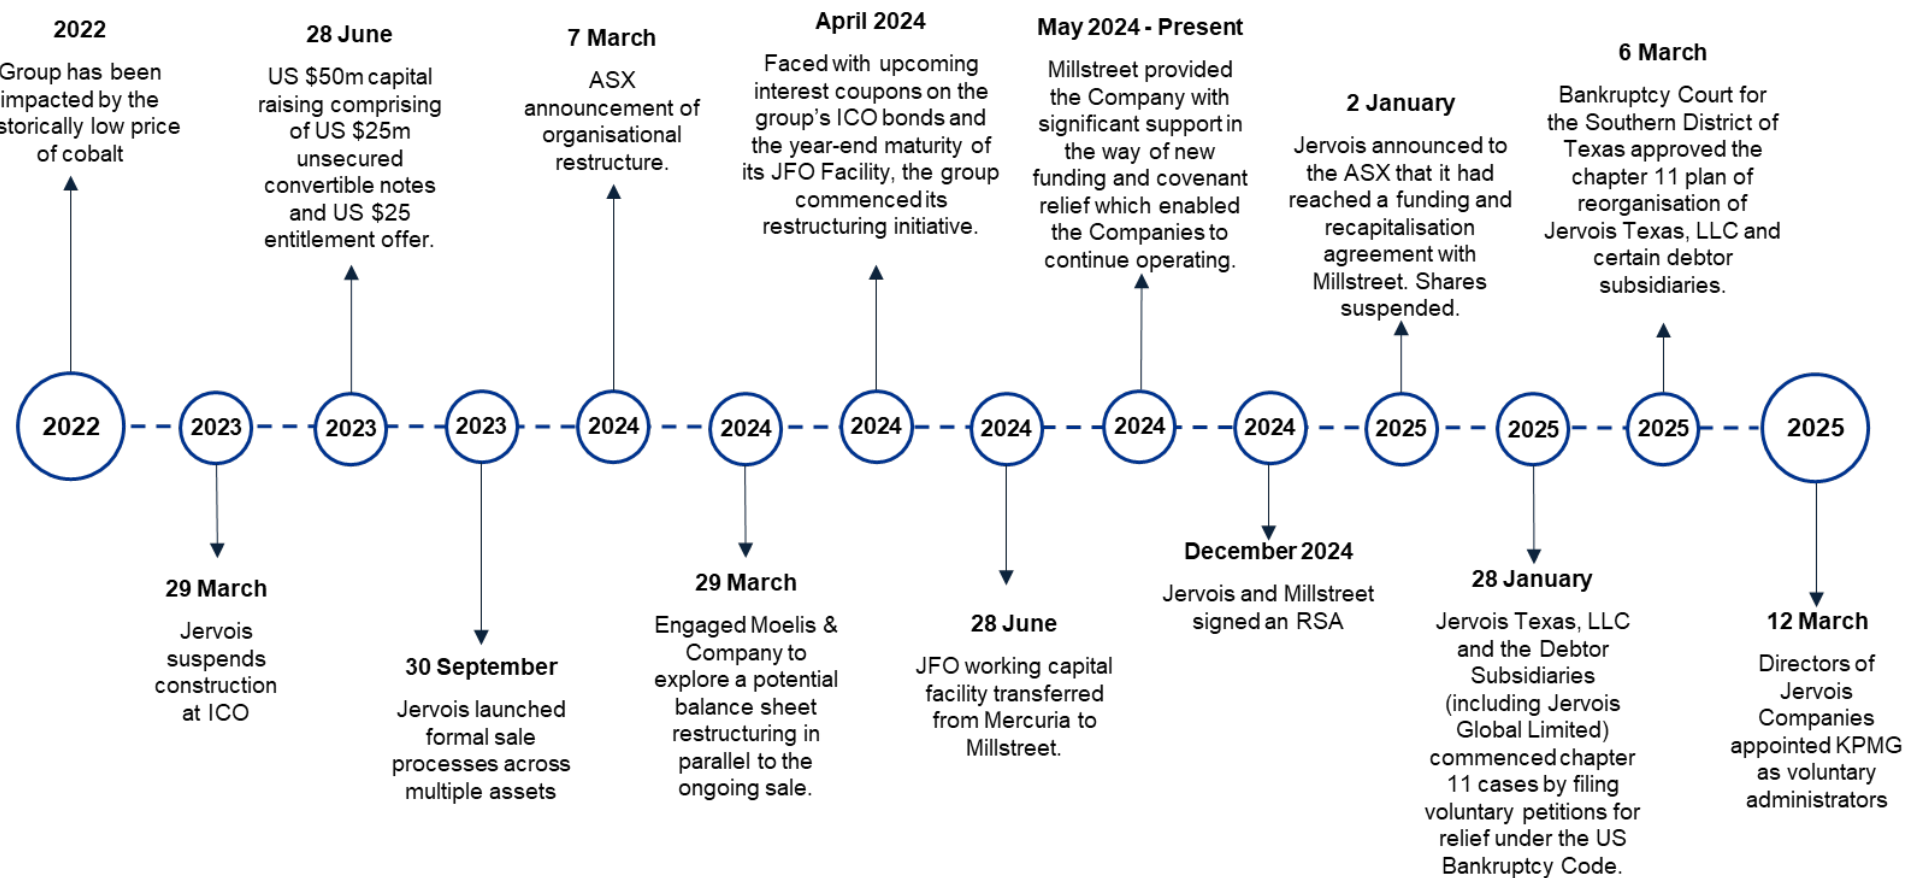 2022
Group has been
impacted by the
storically low price
of cobalt
28 June
US $50m capital
raising comprising
of US $25m
unsecured
convertible notes
and US $25
entitlement offer.
7 March
ASX
announcement of
organisational
restructure.
April 2024
Faced with upcoming
interest coupons on the
group's ICO bonds and
the year-end maturity of
its JFO Facility, the group
commenced its
restructuring initiative.
May 2024 - Present
Millstreet provided
the Company with
significant support in
the way of new
funding and covenant
relief which enabled
the Companies to
continue operating.
2 January
Jervois announced to
the ASX that it had
reached a funding and
recapitalisation
agreement with
Millstreet. Shares
suspended.
6 March
Bankruptcy Court for
the Southern District of
Texas approved the
chapter 11 plan of
reorganisation of
Jervois Texas, LLC and
certain debtor
subsidiaries.
2022
2023
2023
2023
2024
2024
2024
2024
2024
2024
2025
2025
2025
2025
29 March
Jervois
suspends
construction
at ICO
30 September
Jervois launched
formal sale
processes across
multiple assets
29 March
Engaged Moelis &
Company to
explore a potential
balance sheet
restructuring in
parallel to the
ongoing sale.
28 June
JFO working capital
facility transferred
from Mercuria to
Millstreet.
December 2024
Jervois and Millstreet
signed an RSA
28 January
Jervois Texas, LLC
and the Debtor
Subsidiaries
(including Jervois
Global Limited)
commenced chapter
11 cases by filing
voluntary petitions for
relief under the US
Bankruptcy Code.
12 March
Directors of
Jervois
Companies
appointed KPMG
as voluntary
administrators